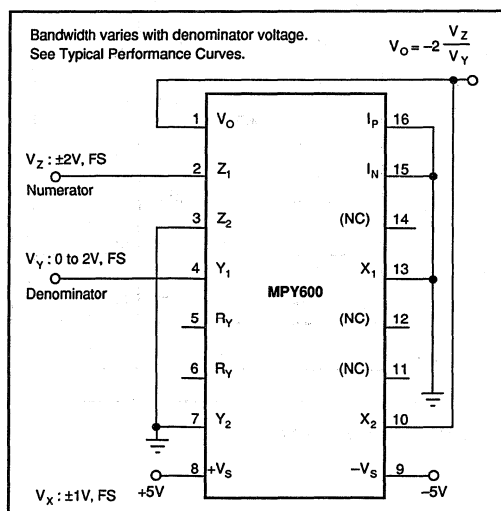 Bandwidth varies with denominator voltage.
See Typical Performance Curves.
V_O = −2 V_Z / V_Y
1 V_O I_P 16
V_Z : ±2V, FS
Numerator
2 Z_1 I_N 15
3 Z_2 (NC) 14
V_Y : 0 to 2V, FS
Denominator
4 Y_1 X_1 13
MPY600
5 R_Y (NC) 12
6 R_Y (NC) 11
7 Y_2 X_2 10
8 +V_S −V_S 9
V_X : ±1V, FS
+5V
−5V